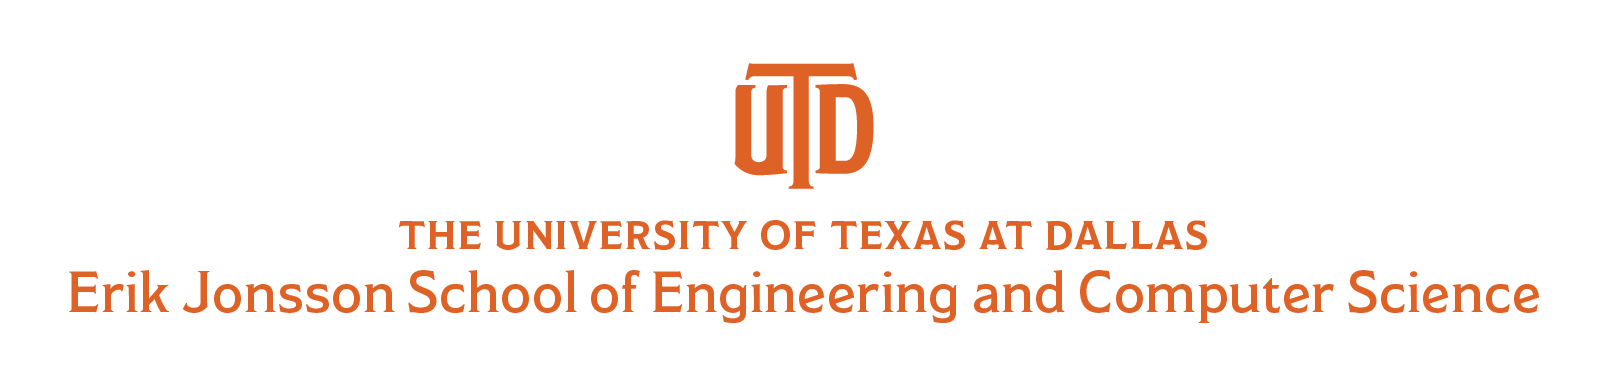 UTD
THE UNIVERSITY OF TEXAS AT DALLAS
Erik Jonsson School of Engineering and Computer Science